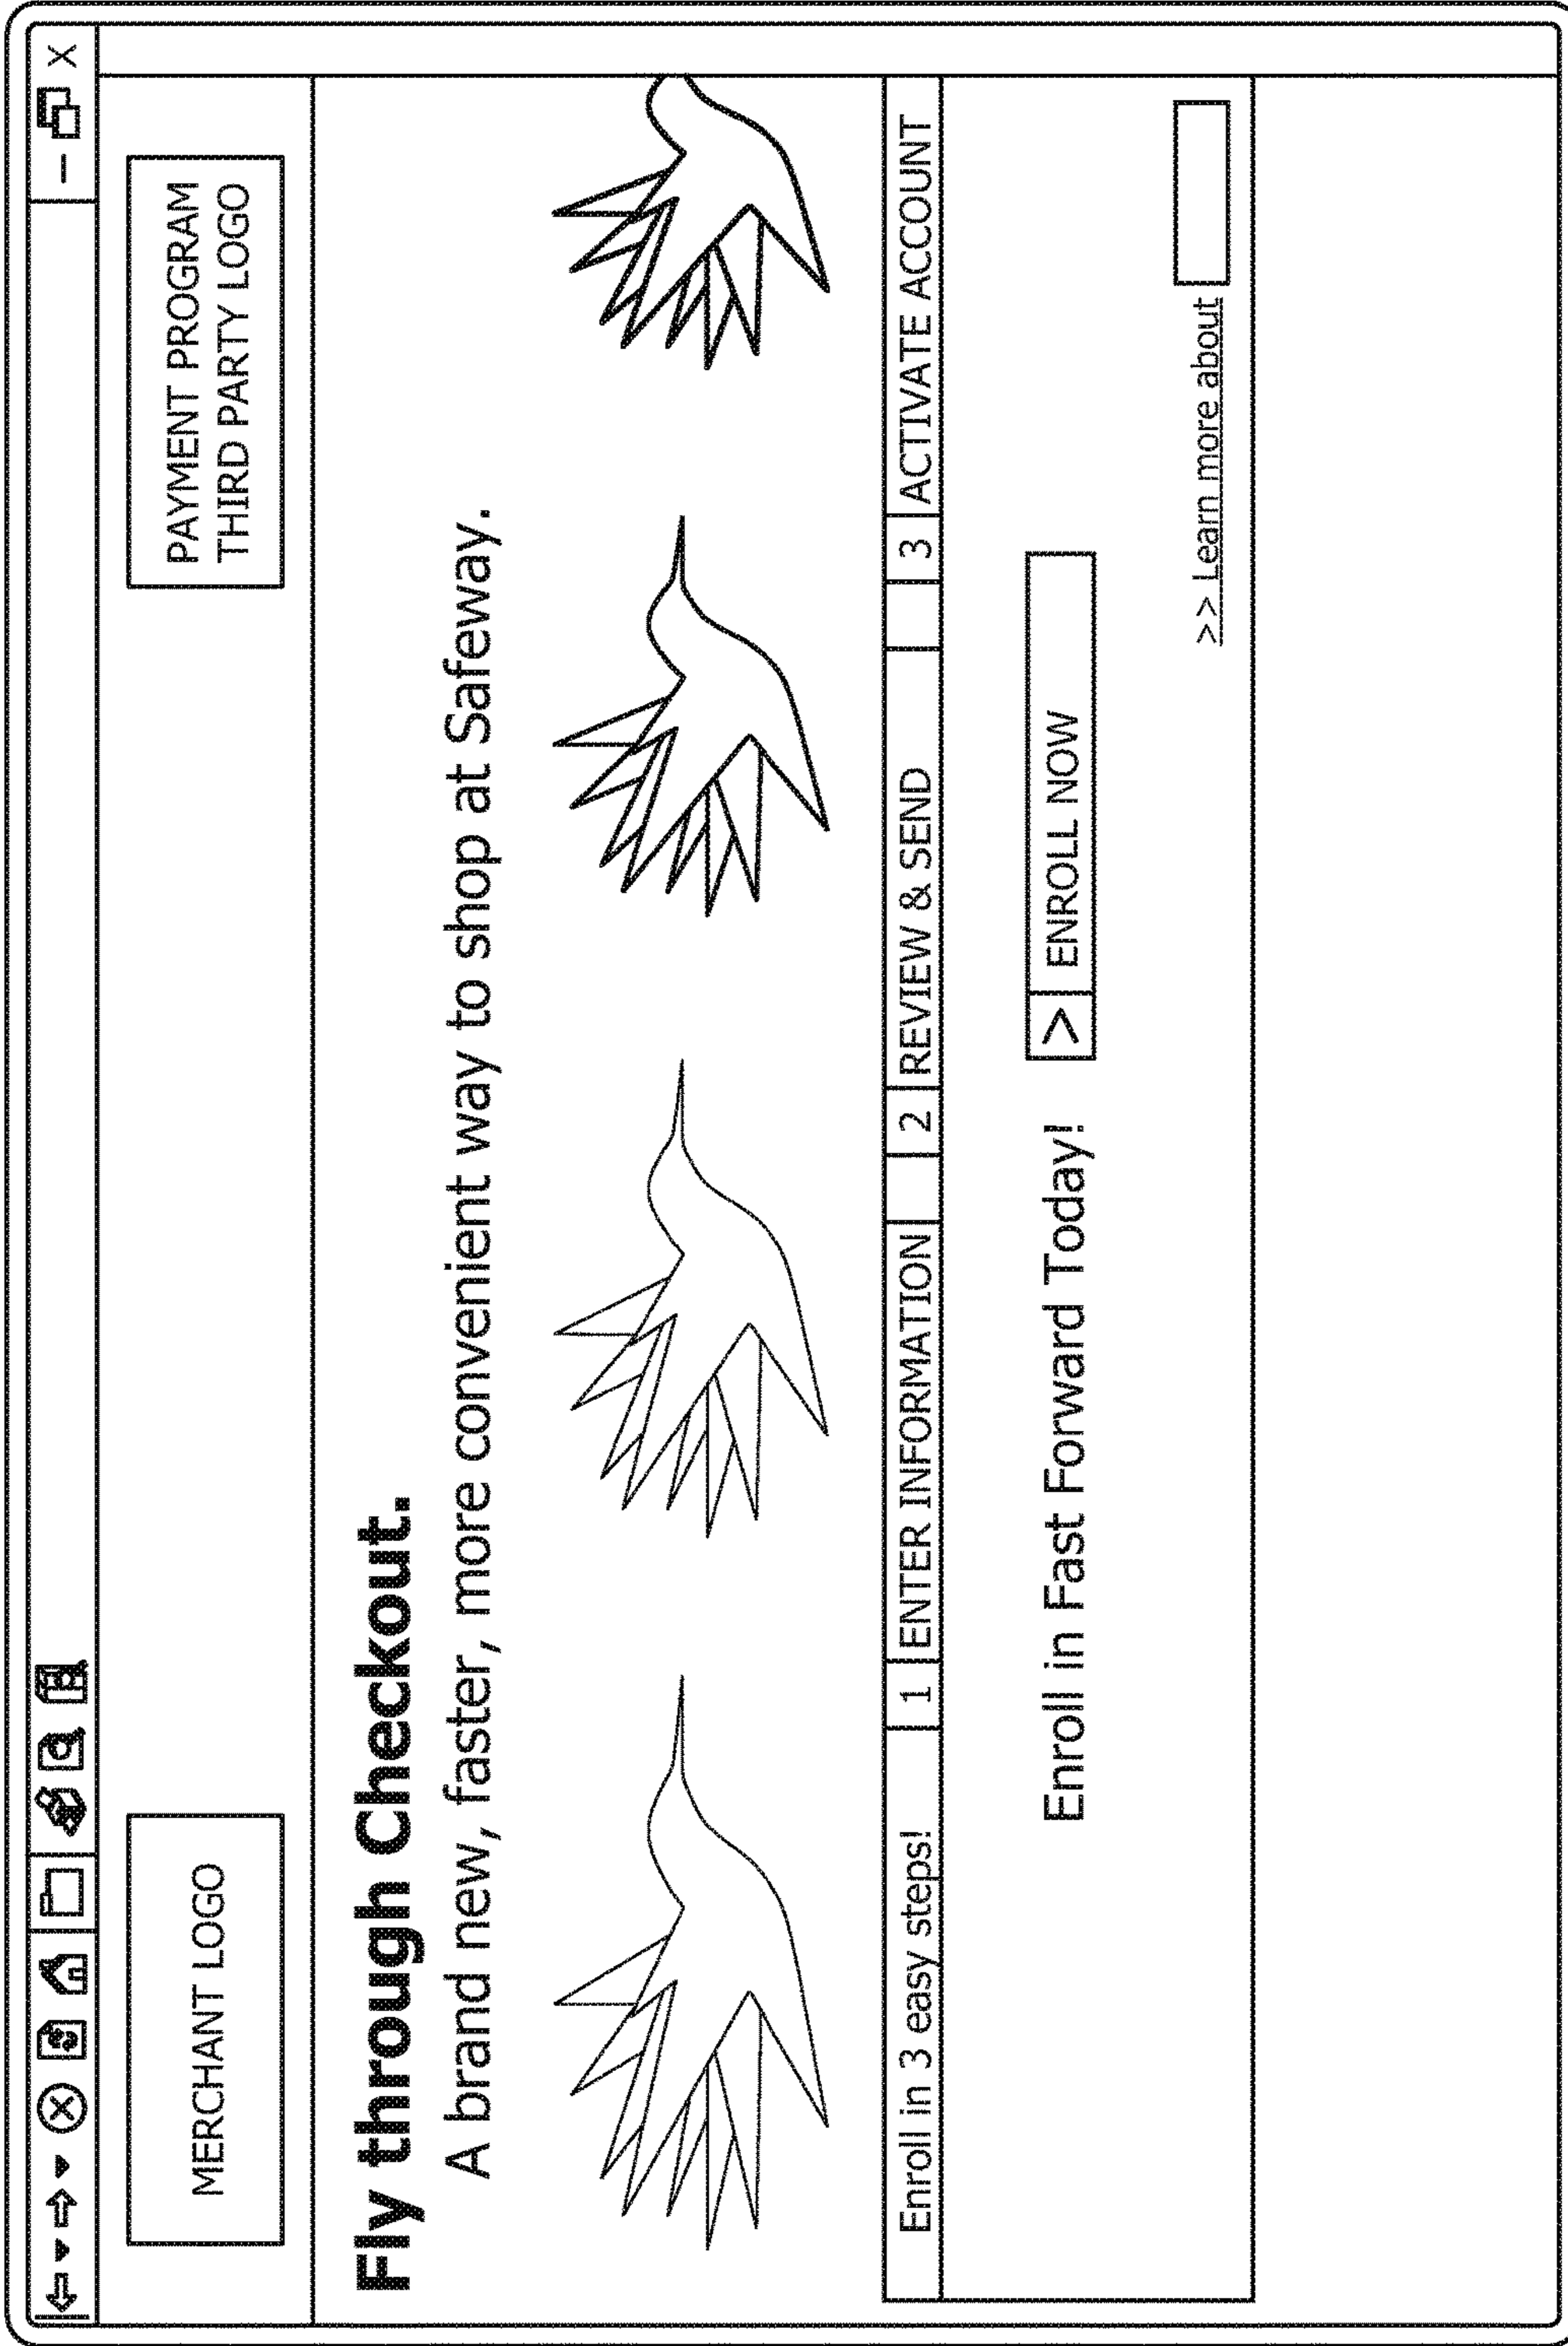 MERCHANT LOGO
PAYMENT PROGRAM
THIRD PARTY LOGO
Fly through Checkout.
A brand new, faster, more convenient way to shop at Safeway.
Enroll in 3 easy steps! 1 ENTER INFORMATION 2 REVIEW & SEND 3 ACTIVATE ACCOUNT
Enroll in Fast Forward Today! > ENROLL NOW
>> Learn more about